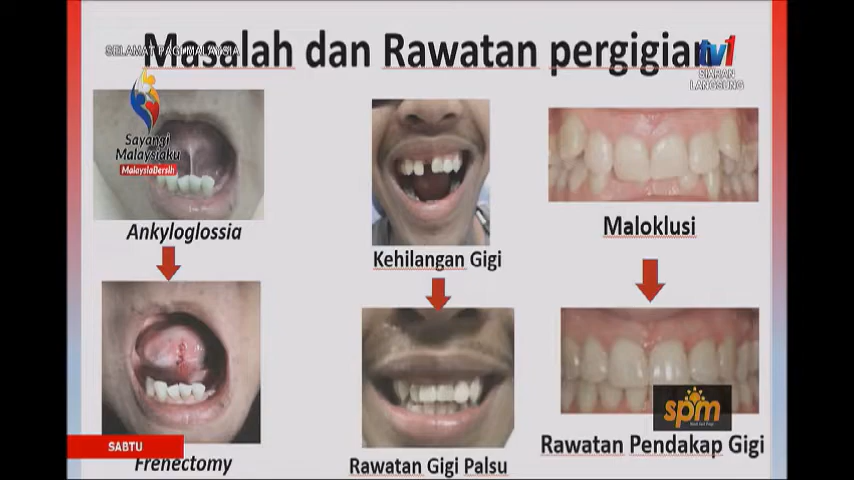 SELAMAT PAGI MALAYSIA
Masalah dan Rawatan pergigian
tv1
SIARAN
LANGSUNG
Sayangi
Malaysiaku
MalaysiaBersih
Ankyloglossia
Kehilangan Gigi
Maloklusi
spm
SABTU
Frenectomy
Rawatan Gigi Palsu
Rawatan Pendakap Gigi